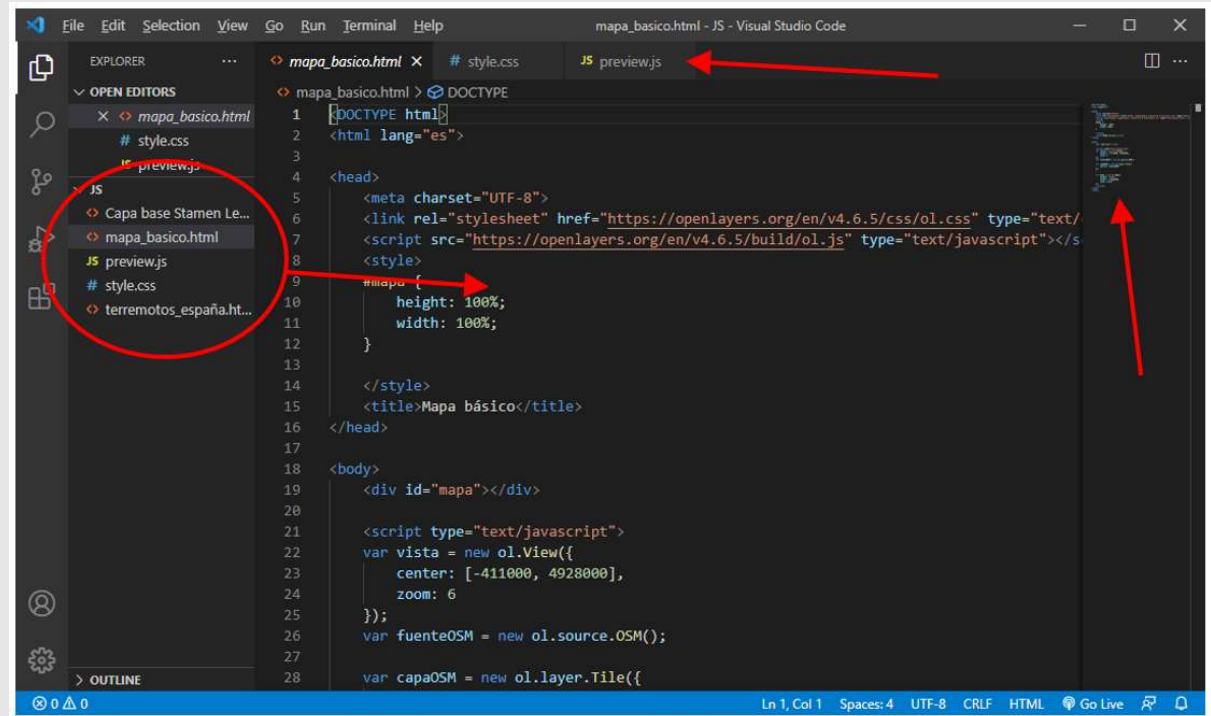 File Edit Selection View Go Run Terminal Help mapa_basico.html - JS - Visual Studio Code
EXPLORER ...
OPEN EDITORS
mapa_basico.html
# style.css
JS preview.js
JS
Capa base Stamen Le...
mapa_basico.html
JS preview.js
# style.css
terremotos_españa.ht...
OUTLINE
mapa_basico.html # style.css JS preview.js
mapa_basico.html > DOCTYPE
1 <DOCTYPE html>
2 <html lang="es">
3
4 <head>
5 <meta charset="UTF-8">
6 <link rel="stylesheet" href="https://openlayers.org/en/v4.6.5/css/ol.css" type="text/
7 <script src="https://openlayers.org/en/v4.6.5/build/ol.js" type="text/javascript"></s
8 <style>
9 #mapa {
10 height: 100%;
11 width: 100%;
12 }
13
14 </style>
15 <title>Mapa básico</title>
16 </head>
17
18 <body>
19 <div id="mapa"></div>
20
21 <script type="text/javascript">
22 var vista = new ol.View({
23 center: [-411000, 4928000],
24 zoom: 6
25 });
26 var fuenteOSM = new ol.source.OSM();
27
28 var capaOSM = new ol.layer.Tile({
0 0 Ln 1, Col 1 Spaces: 4 UTF-8 CRLF HTML Go Live